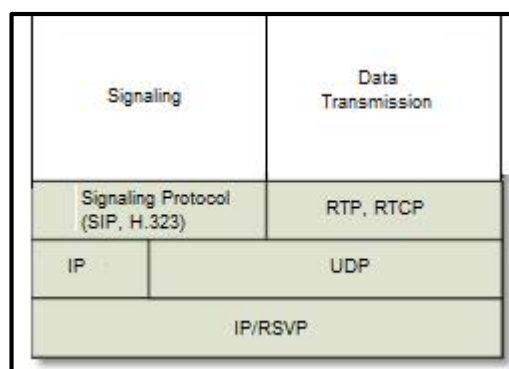 Signaling
Data
Transmission
Signaling Protocol
(SIP, H.323)
RTP, RTCP
IP
UDP
IP/RSVP